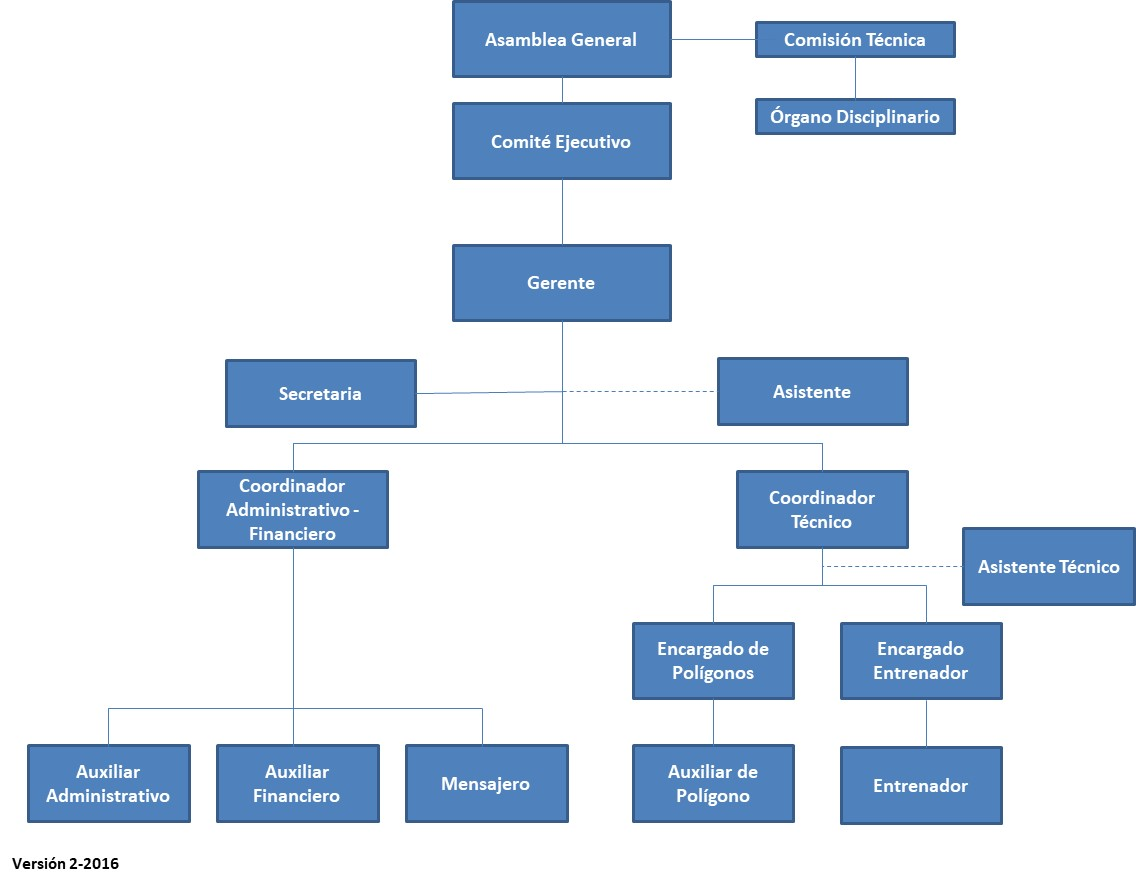 Asamblea General
Comisión Técnica
Órgano Disciplinario
Comité Ejecutivo
Gerente
Secretaria
Asistente
Coordinador
Administrativo -
Financiero
Coordinador
Técnico
Asistente Técnico
Encargado de
Polígonos
Encargado
Entrenador
Auxiliar
Administrativo
Auxiliar
Financiero
Mensajero
Auxiliar de
Polígono
Entrenador
Versión 2-2016